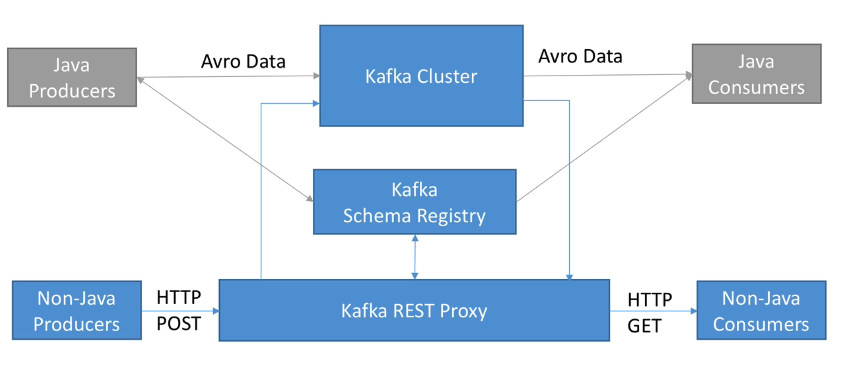 Java
Producers
Avro Data
Kafka Cluster
Avro Data
Java
Consumers
Kafka
Schema Registry
Non-Java
Producers
HTTP
POST
Kafka REST Proxy
HTTP
GET
Non-Java
Consumers